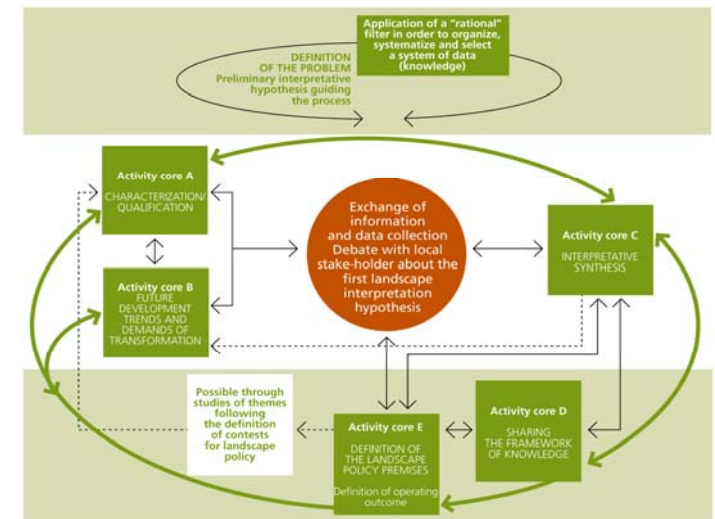 Application of a "rational"
filter in order to organize,
systematize and select
a system of data
(knowledge)
DEFINITION
OF THE PROBLEM
Preliminary interpretative
hypothesis guiding
the process
Activity core A
CHARACTERIZATION/
QUALIFICATION
Exchange of
information
and data collection
Debate with local
stake-holder about the
first landscape
interpretation
hypothesis
Activity core C
INTERPRETATIVE
SYNTHESIS
Activity core B
FUTURE
DEVELOPMENT
TRENDS AND
DEMANDS OF
TRANSFORMATION
Possible through
studies of themes
following
the definition
of contests
for landscape
policy
Activity core E
DEFINITION OF
THE LANDSCAPE
POLICY PREMISES
Definition of operating
outcome
Activity core D
SHARING
THE FRAMEWORK
OF KNOWLEDGE